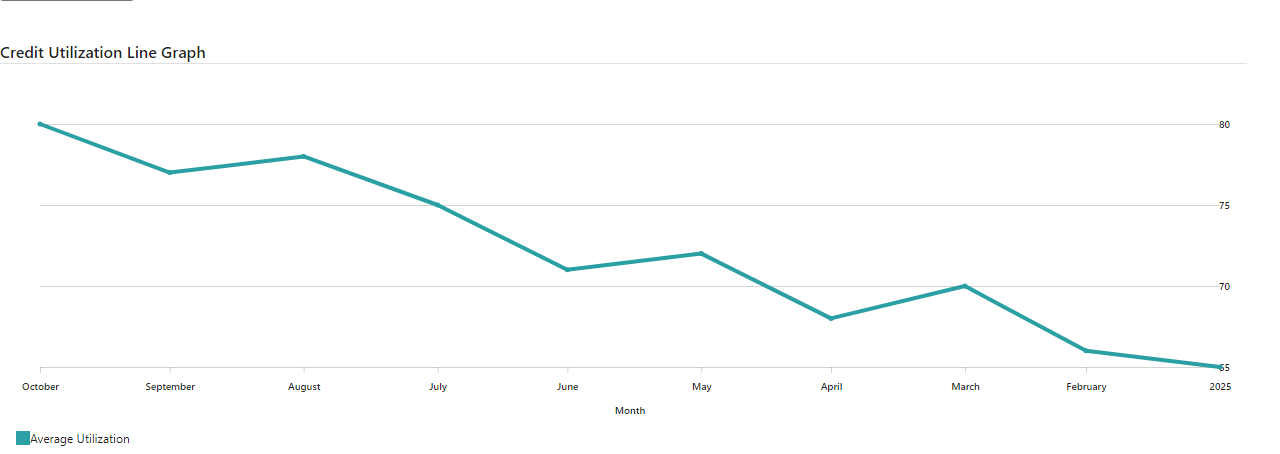 Credit Utilization Line Graph
80
75
70
65
October September August July June May April March February 2025
Month
Average Utilization